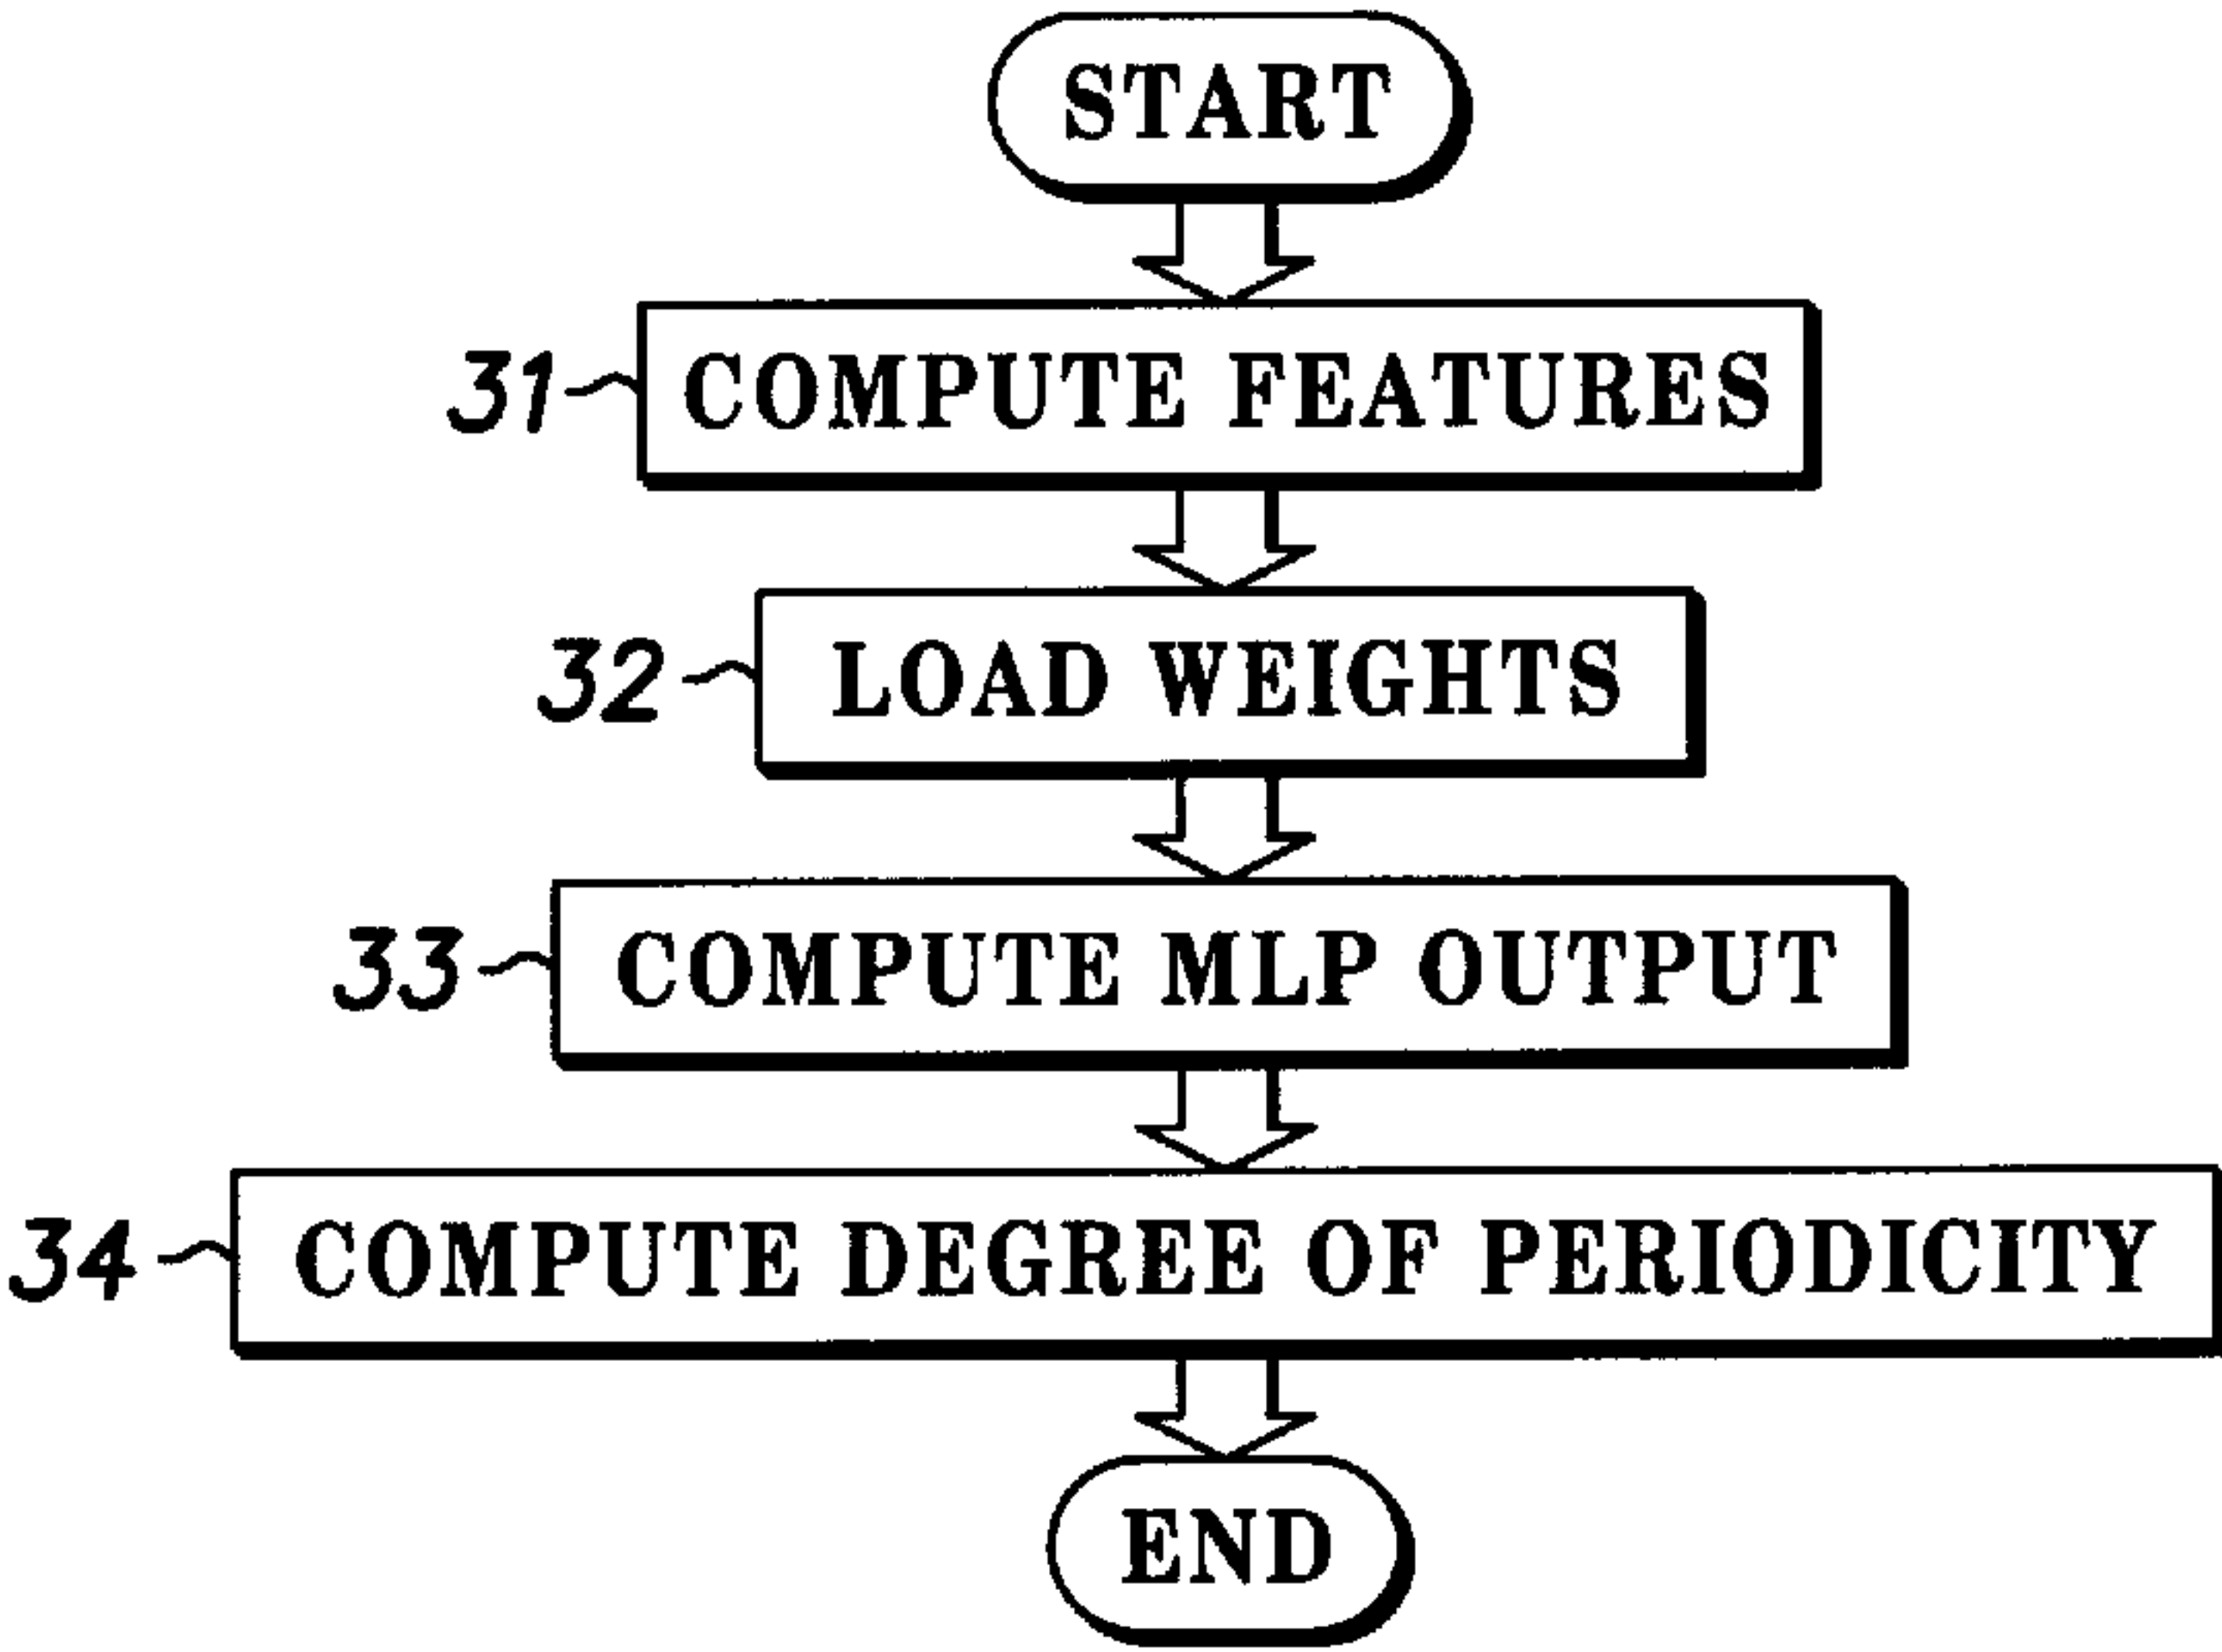 START
31 COMPUTE FEATURES
32 LOAD WEIGHTS
33 COMPUTE MLP OUTPUT
34 COMPUTE DEGREE OF PERIODICITY
END